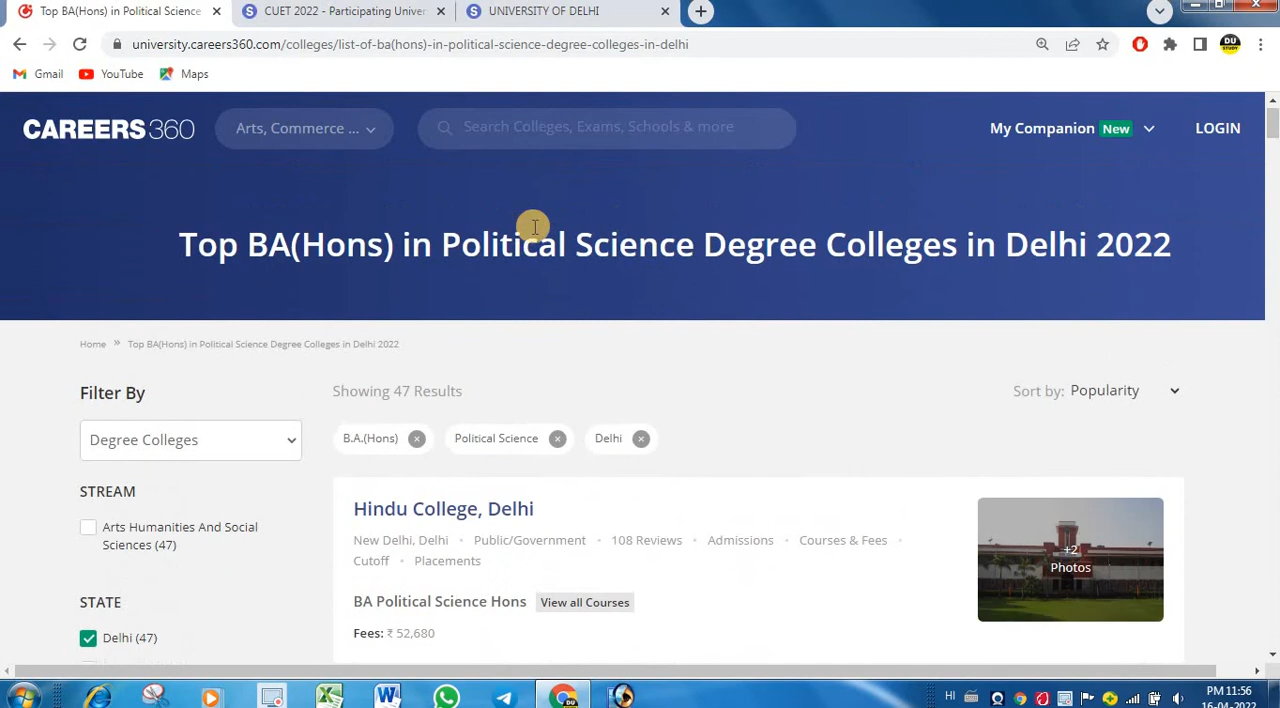 Top BA(Hons) in Political Science
CUET 2022 - Participating Univer
UNIVERSITY OF DELHI
university.careers360.com/colleges/list-of-ba(hons)-in-political-science-degree-colleges-in-delhi
DU
STUDY
Gmail
YouTube
Maps
CAREERS360
Arts, Commerce ...
Search Colleges, Exams, Schools & more
My Companion New
LOGIN
Top BA(Hons) in Political Science Degree Colleges in Delhi 2022
Home » Top BA(Hons) in Political Science Degree Colleges in Delhi 2022
Filter By
Showing 47 Results
Sort by: Popularity
Degree Colleges
B.A.(Hons)
Political Science
Delhi
STREAM
Arts Humanities And Social
Sciences (47)
STATE
Delhi (47)
Hindu College, Delhi
New Delhi, Delhi • Public/Government • 108 Reviews • Admissions • Courses & Fees •
Cutoff • Placements
BA Political Science Hons View all Courses
Fees: ₹ 52,680
+2
Photos
HI
PM 11:56
16-04-2022